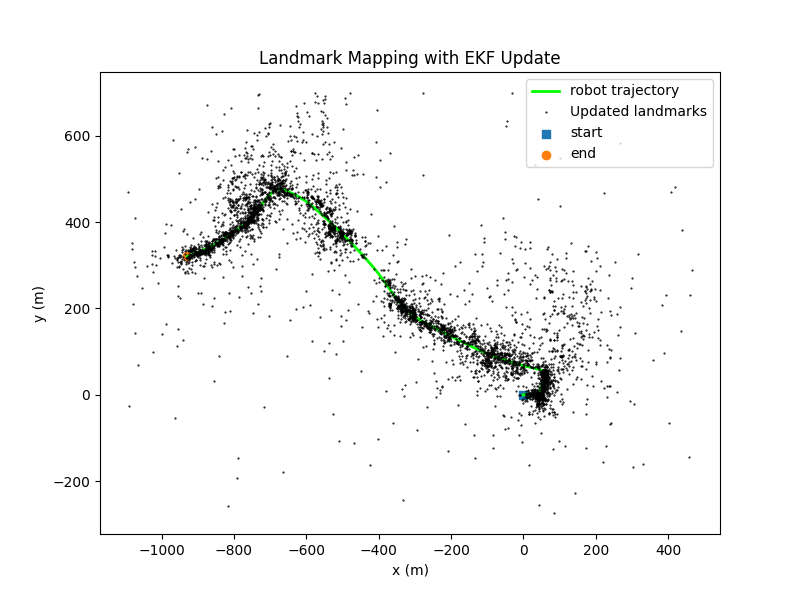 Landmark Mapping with EKF Update
robot trajectory
Updated landmarks
start
end
600
400
200
0
−200
y (m)
−1000 −800 −600 −400 −200 0 200 400
x (m)